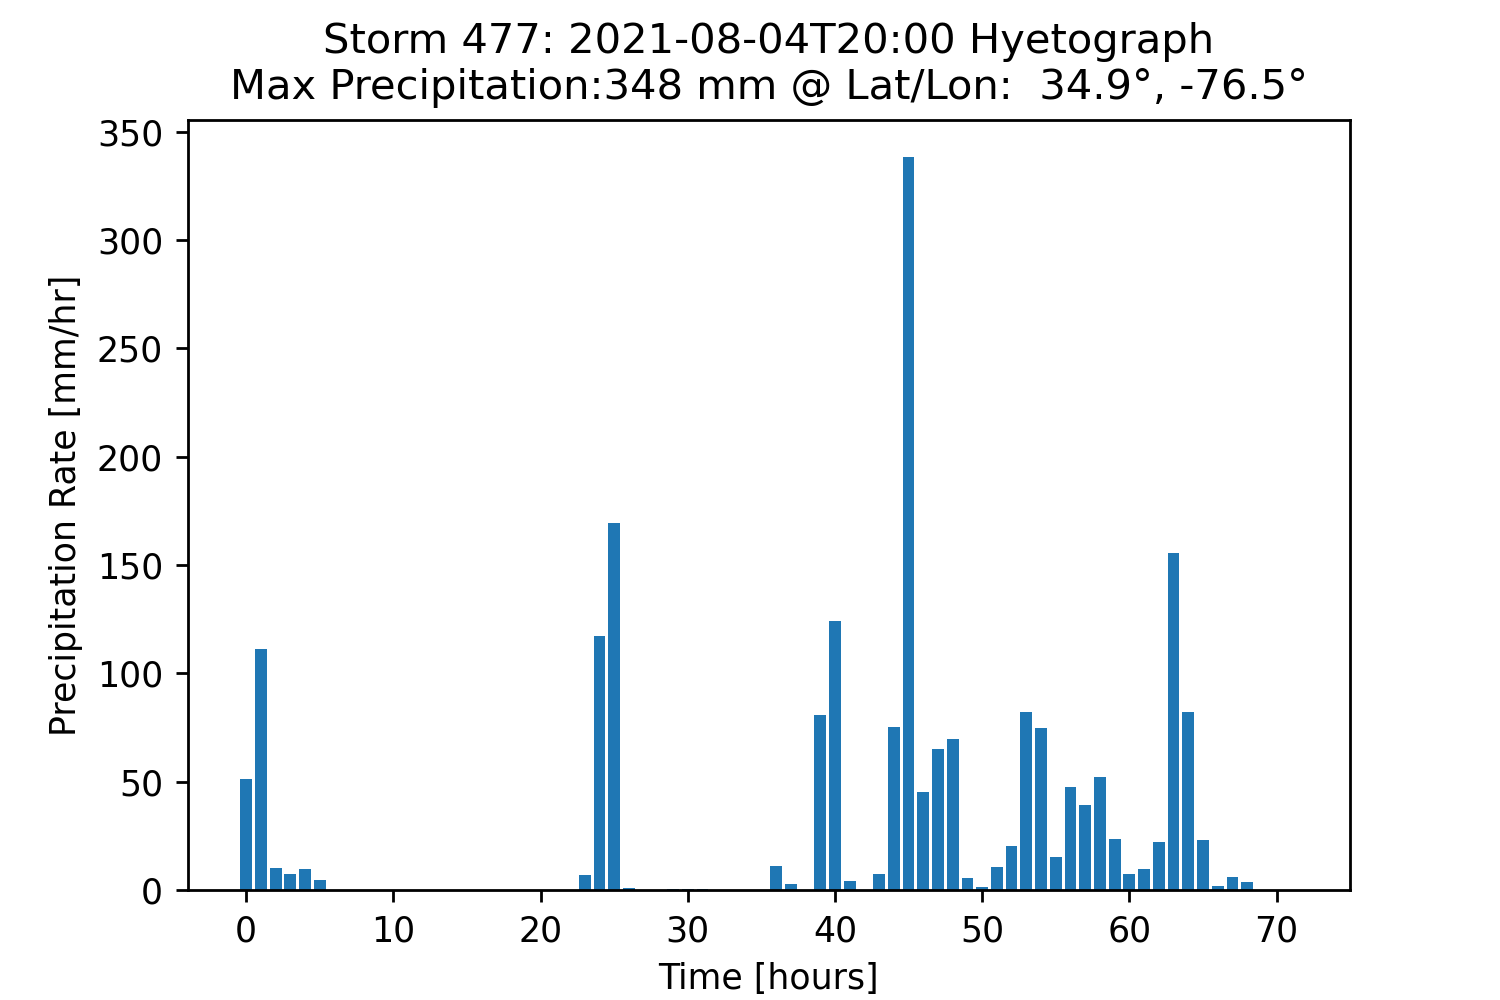 Storm 477: 2021-08-04T20:00 Hyetograph
Max Precipitation:348 mm @ Lat/Lon:  34.9°, -76.5°
Precipitation Rate [mm/hr]
350
300
250
200
150
100
50
0
0 10 20 30 40 50 60 70
Time [hours]